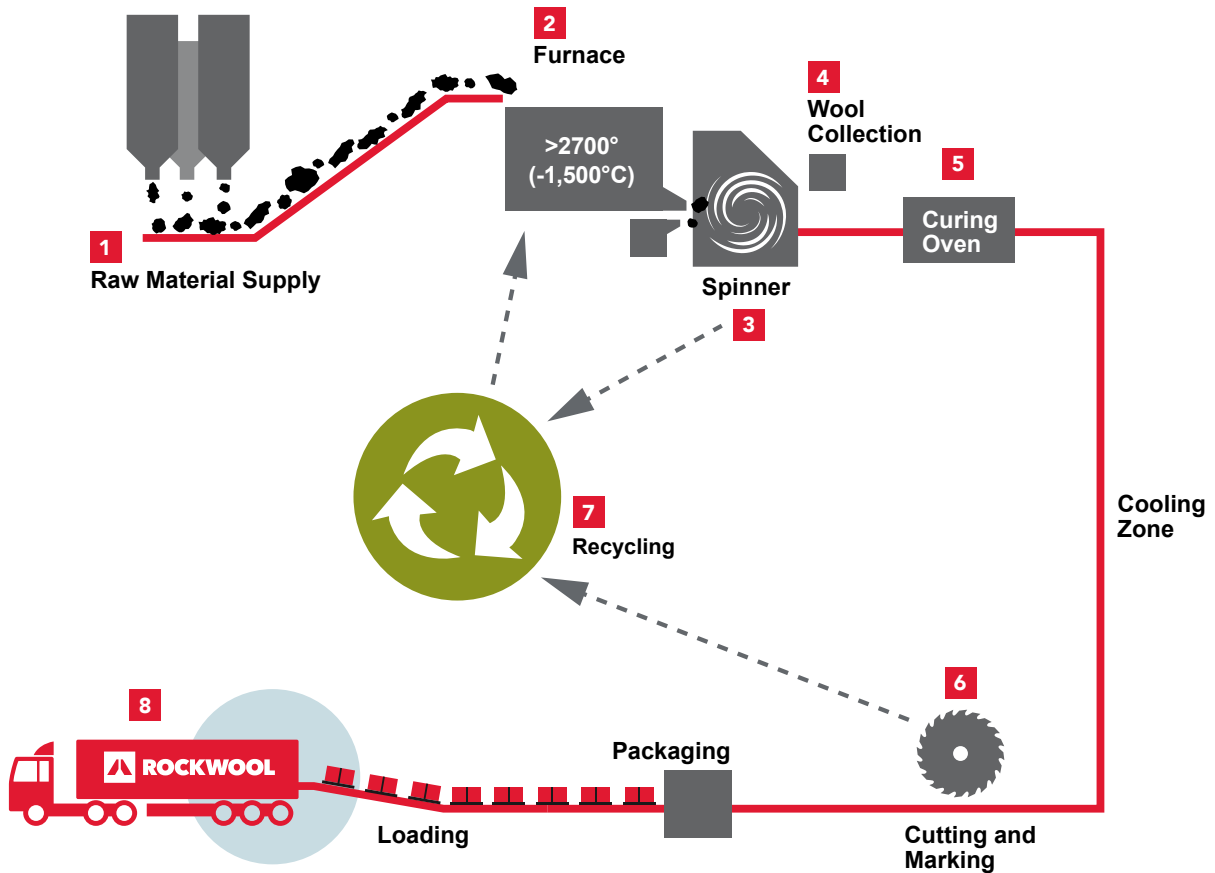 2
Furnace
4
Wool
Collection
>2700°
(-1,500°C)
5
Curing
Oven
1
Raw Material Supply
Spinner
3
7
Recycling
Cooling
Zone
6
8
Packaging
ROCKWOOL
Loading
Cutting and
Marking